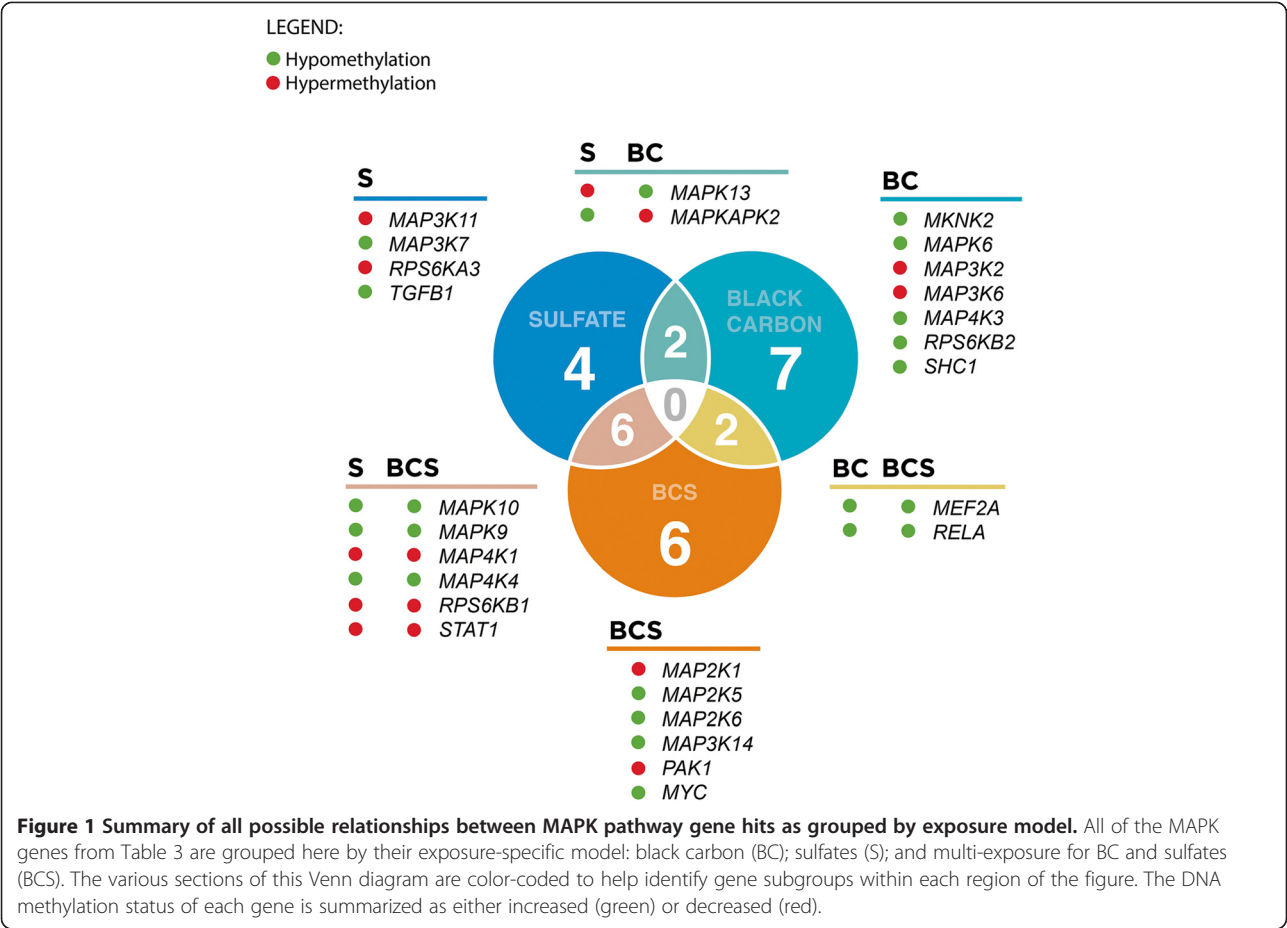 LEGEND:
Hypomethylation
Hypermethylation
S BC
MAPK13
MAPKAPK2
S
MAP3K11
MAP3K7
RPS6KA3
TGFB1
BC
MKNK2
MAPK6
MAP3K2
MAP3K6
MAP4K3
RPS6KB2
SHC1
SULFATE
4
2
BLACK
CARBON
7
6
0
2
BCS
6
S BCS
MAPK10
MAPK9
MAP4K1
MAP4K4
RPS6KB1
STAT1
BC BCS
MEF2A
RELA
BCS
MAP2K1
MAP2K5
MAP2K6
MAP3K14
PAK1
MYC
Figure 1 Summary of all possible relationships between MAPK pathway gene hits as grouped by exposure model. All of the MAPK
genes from Table 3 are grouped here by their exposure-specific model: black carbon (BC); sulfates (S); and multi-exposure for BC and sulfates
(BCS). The various sections of this Venn diagram are color-coded to help identify gene subgroups within each region of the figure. The DNA
methylation status of each gene is summarized as either increased (green) or decreased (red).